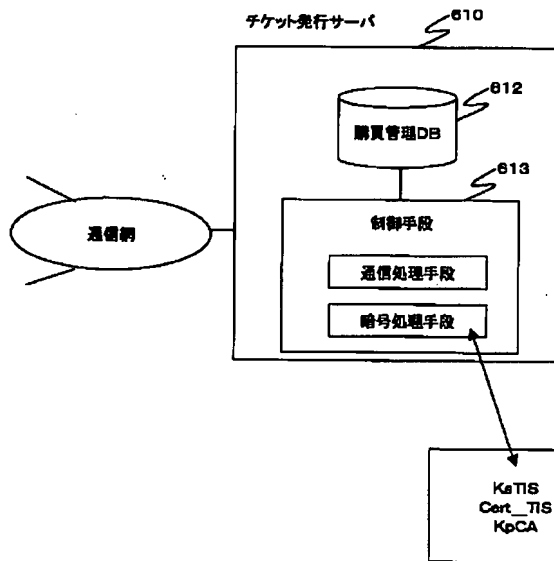 チケット発行サーバ
610
612
購買管理DB
613
制御手段
通信網
通信処理手段
暗号処理手段
KsTIS
Cert__TIS
KpCA